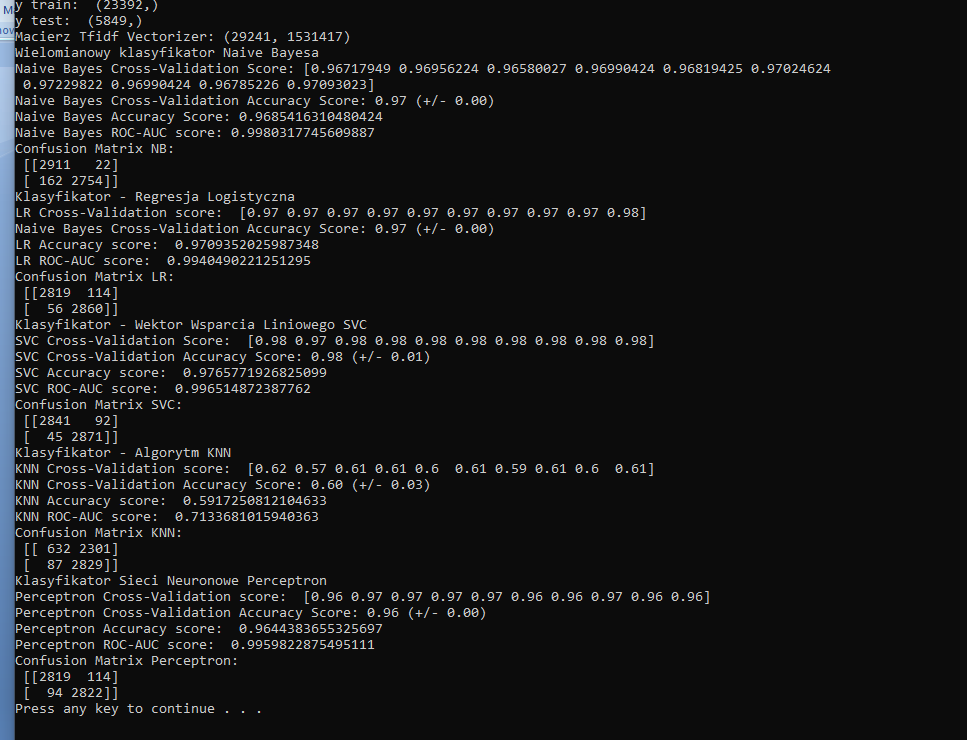 y train:  (23392,)
y test:  (5849,)
Macierz Tfidf Vectorizer: (29241, 1531417)
Wielomianowy klasyfikator Naive Bayesa
Naive Bayes Cross-Validation Score: [0.96717949 0.96956224 0.96580027 0.96990424 0.96819425 0.97024624
 0.97229822 0.96990424 0.96785226 0.97093023]
Naive Bayes Cross-Validation Accuracy Score: 0.97 (+/- 0.00)
Naive Bayes Accuracy Score: 0.9685416310480424
Naive Bayes ROC-AUC score: 0.9980317745609887
Confusion Matrix NB:
 [[2911   22]
 [ 162 2754]]
Klasyfikator - Regresja Logistyczna
LR Cross-Validation score:  [0.97 0.97 0.97 0.97 0.97 0.97 0.97 0.97 0.97 0.98]
Naive Bayes Cross-Validation Accuracy Score: 0.97 (+/- 0.00)
LR Accuracy score:  0.9709352025987348
LR ROC-AUC score:  0.9940490221251295
Confusion Matrix LR:
 [[2819  114]
 [  56 2860]]
Klasyfikator - Wektor Wsparcia Liniowego SVC
SVC Cross-Validation Score:  [0.98 0.97 0.98 0.98 0.98 0.98 0.98 0.98 0.98 0.98]
SVC Cross-Validation Accuracy Score: 0.98 (+/- 0.01)
SVC Accuracy score:  0.9765771926825099
SVC ROC-AUC score:  0.996514872387762
Confusion Matrix SVC:
 [[2841   92]
 [  45 2871]]
Klasyfikator - Algorytm KNN
KNN Cross-Validation score:  [0.62 0.57 0.61 0.61 0.6  0.61 0.59 0.61 0.6  0.61]
KNN Cross-Validation Accuracy Score: 0.60 (+/- 0.03)
KNN Accuracy score:  0.5917250812104633
KNN ROC-AUC score:  0.7133681015940363
Confusion Matrix KNN:
 [[ 632 2301]
 [  87 2829]]
Klasyfikator Sieci Neuronowe Perceptron
Perceptron Cross-Validation score:  [0.96 0.97 0.97 0.97 0.97 0.96 0.96 0.97 0.96 0.96]
Perceptron Cross-Validation Accuracy Score: 0.96 (+/- 0.00)
Perceptron Accuracy score:  0.9644383655325697
Perceptron ROC-AUC score:  0.9959822875495111
Confusion Matrix Perceptron:
 [[2819  114]
 [  94 2822]]
Press any key to continue . . .